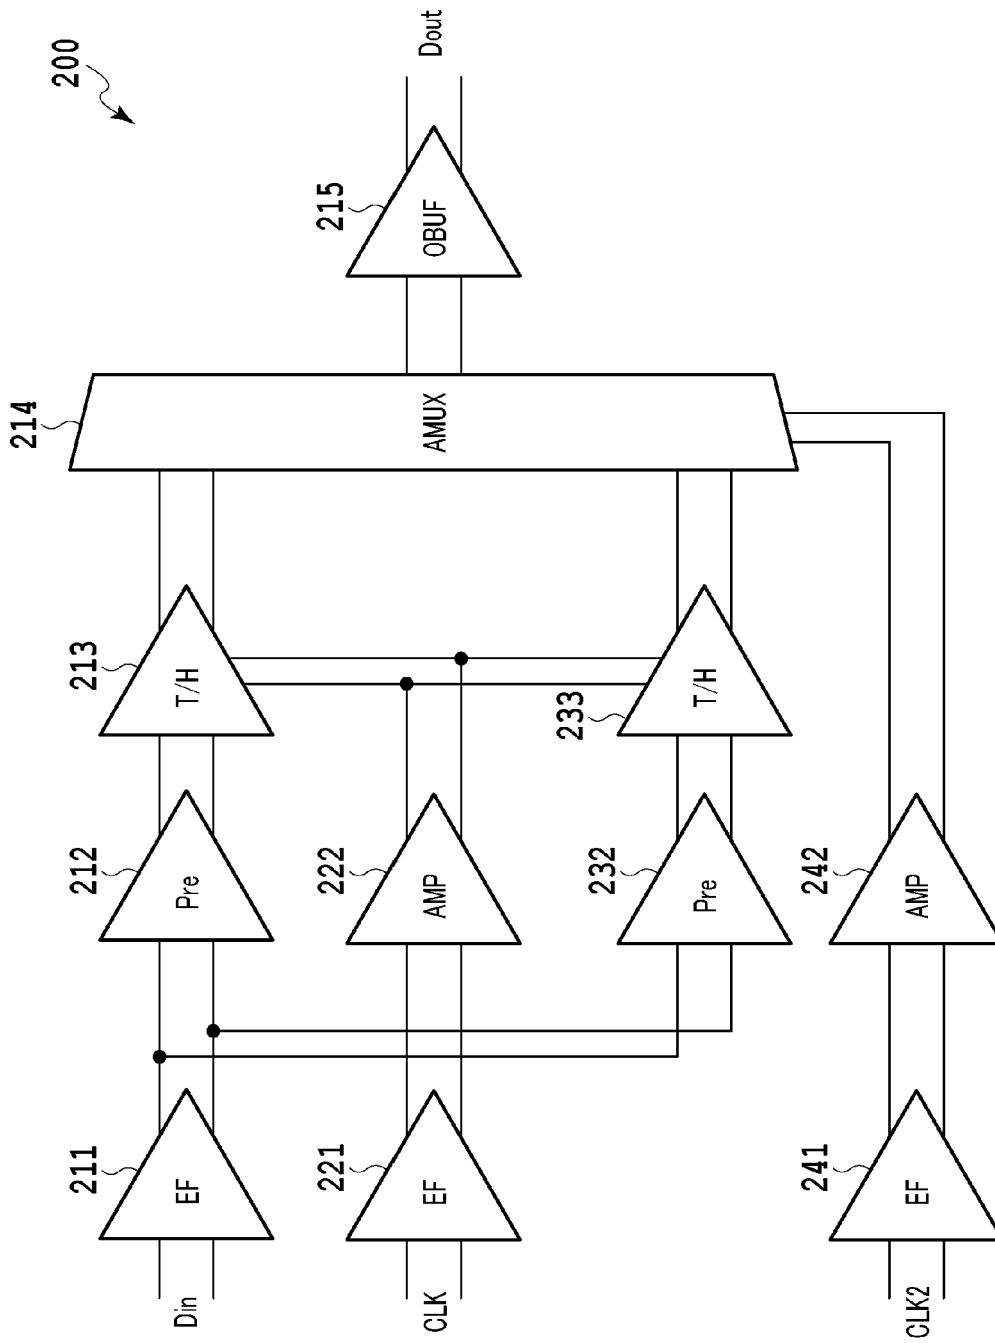 200
Din
211
EF
212
Pre
213
T/H
214
AMUX
215
OBUF
Dout
CLK
221
EF
222
AMP
232
Pre
233
T/H
CLK2
241
EF
242
AMP